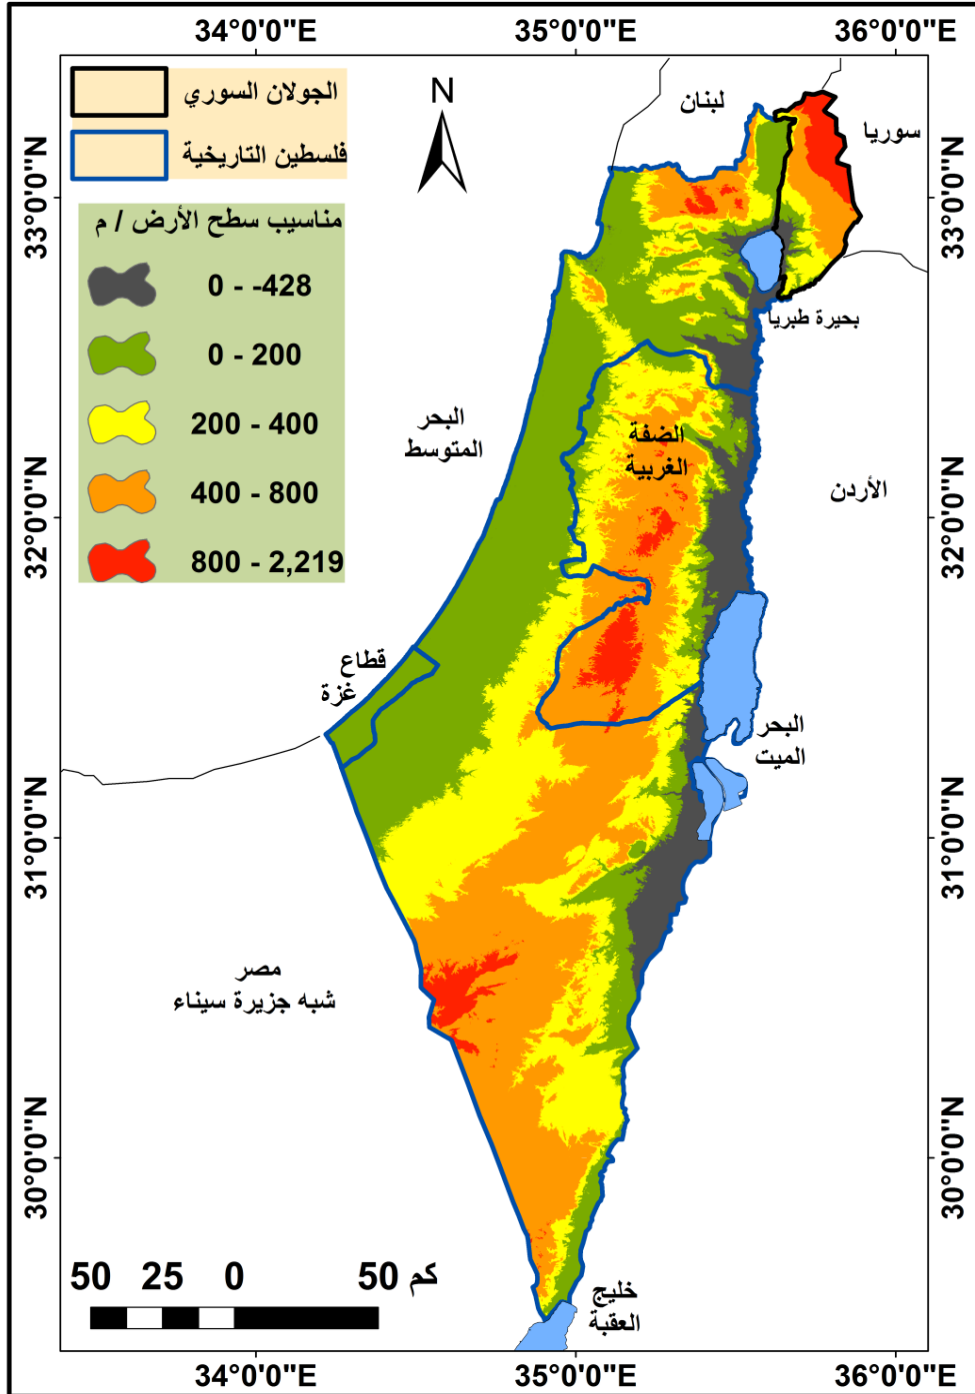 34°0'0"E 35°0'0"E 36°0'0"E
الجولان السوري
فلسطين التاريخية
مناسيب سطح الأرض / م
0 - -428
0 - 200
200 - 400
400 - 800
800 - 2,219
N
لبنان
سوريا
بحيرة طبريا
البحر
المتوسط
الضفة
الغربية
الأردن
قطاع
غزة
البحر
الميت
مصر
شبه جزيرة سيناء
خليج
العقبة
50 25 0 50 كم
33°0'0"N
32°0'0"N
31°0'0"N
30°0'0"N
33°0'0"N
32°0'0"N
31°0'0"N
30°0'0"N
34°0'0"E 35°0'0"E 36°0'0"E